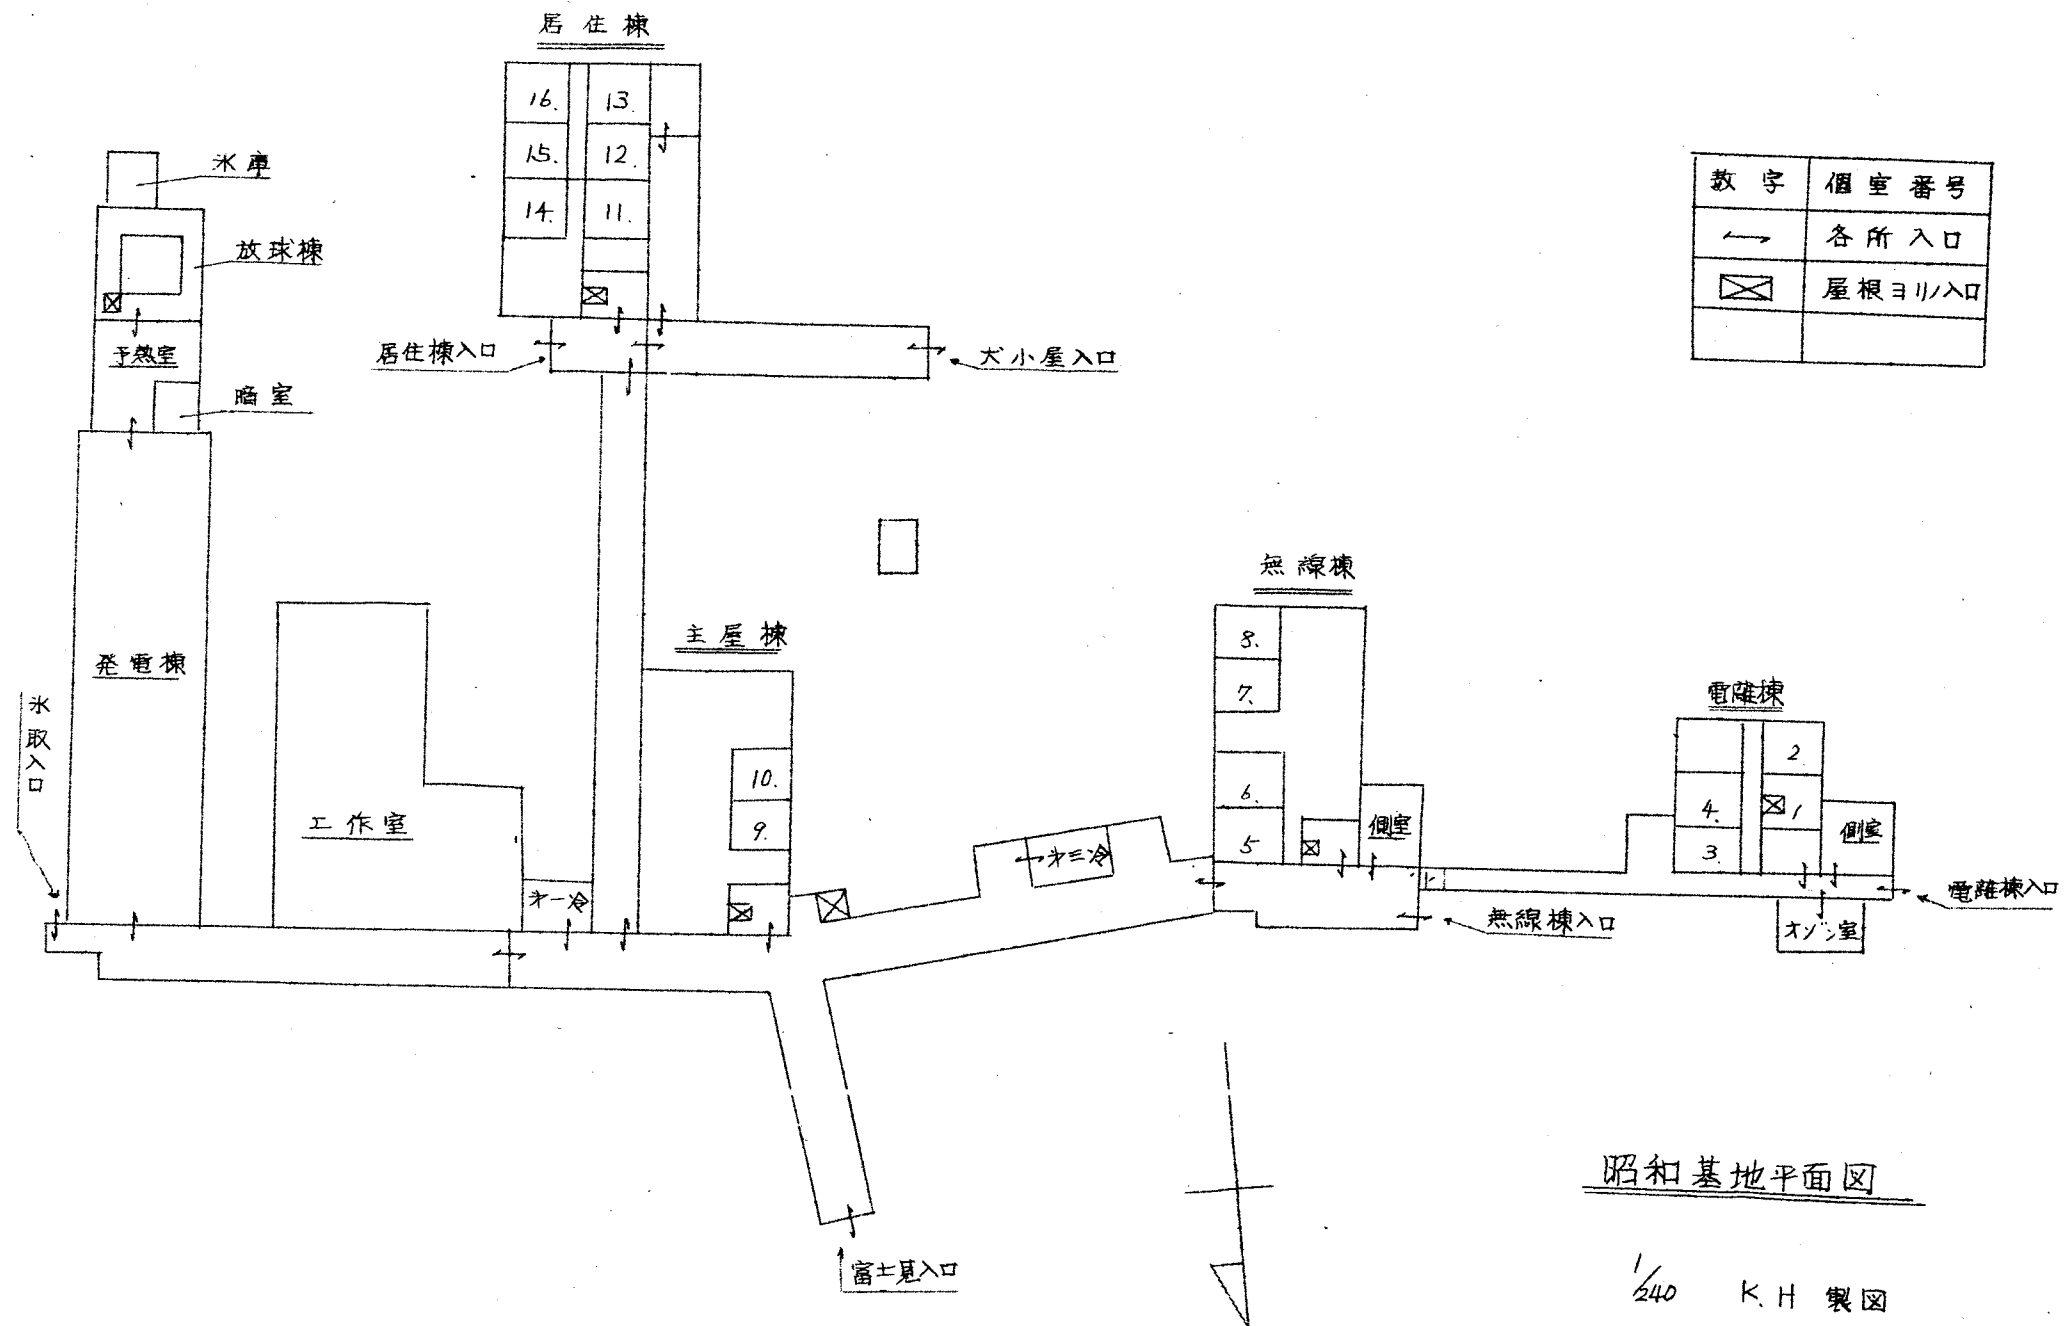 居住棟
16.
13.
15.
12.
14.
11.
氷庫
放球棟
予熱室
暗室
居住棟入口
犬小屋入口
数字 個室番号
各所入口
屋根ヨリノ入口
発電棟
氷取入口
工作室
才一冷
主屋棟
10.
9.
才三冷
無線棟
8.
7.
6.
5
側室
無線棟入口
電離棟
2
4.
1
3.
側室
電離棟入口
オゾン室
富士見入口
昭和基地平面図
1/240 K.H 製図